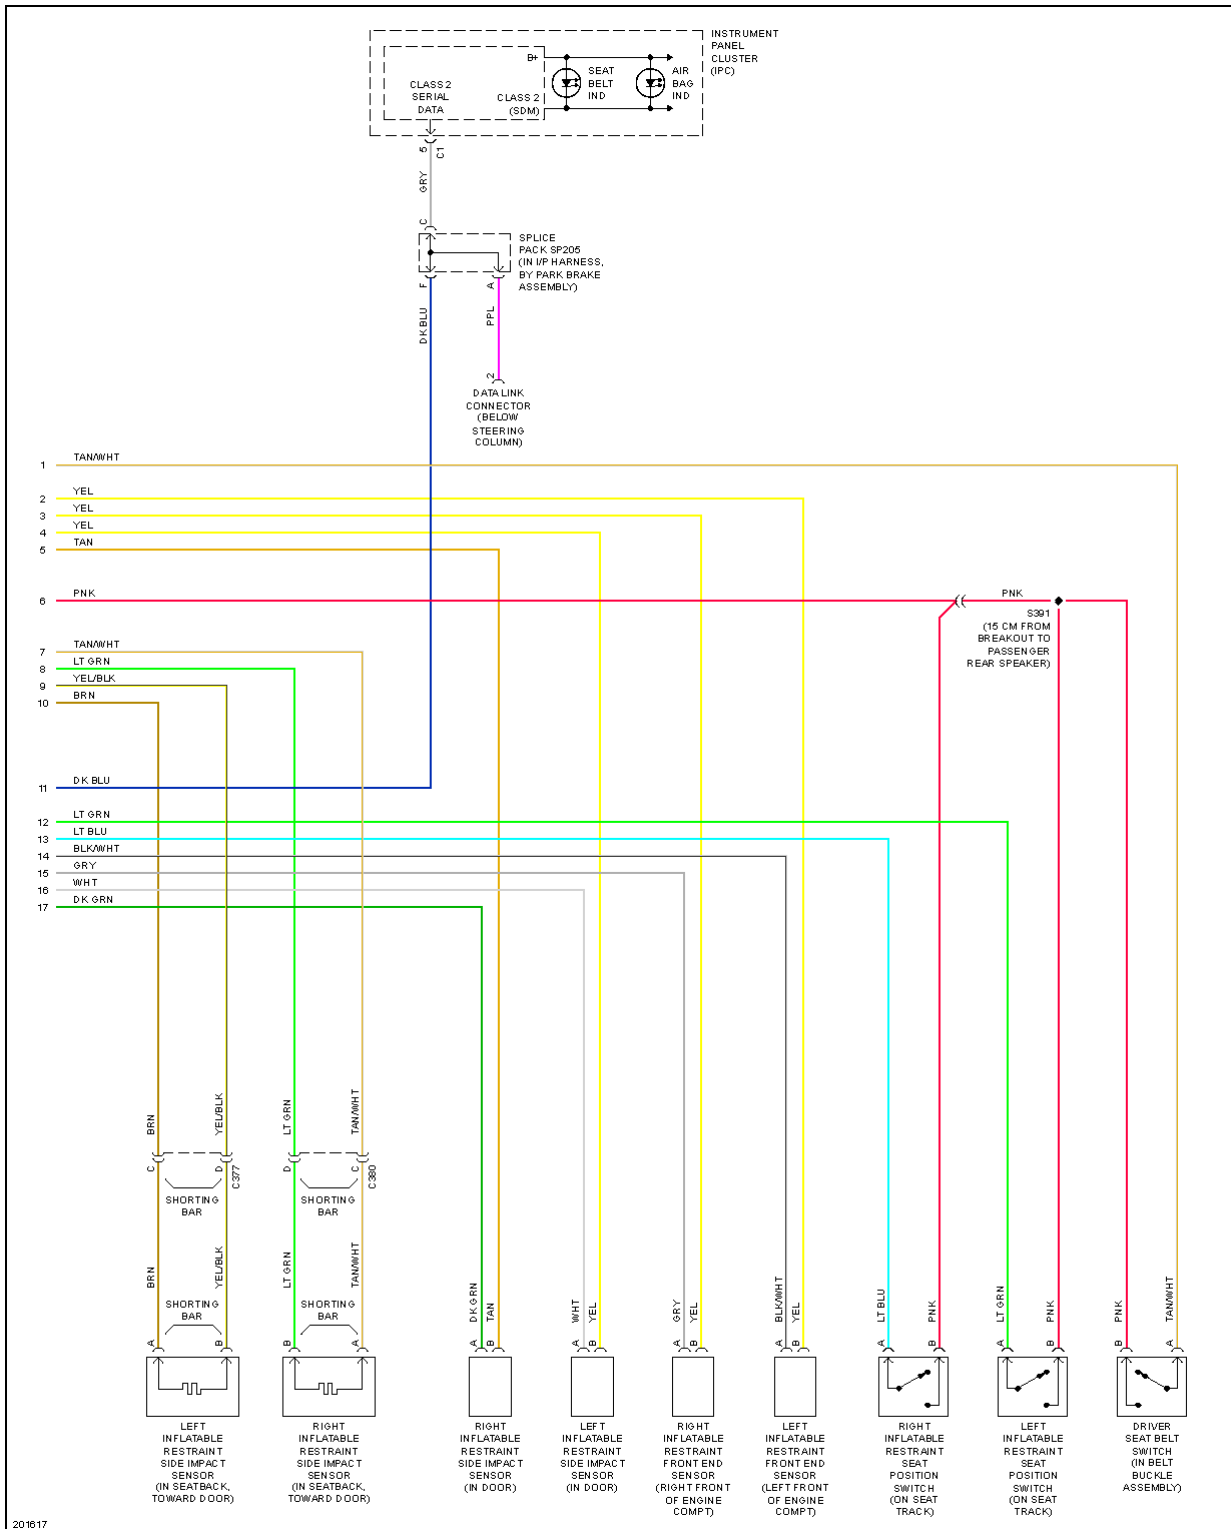 INSTRUMENT
PANEL
CLUSTER
(IPC)
B+
SEAT
BELT
IND
AIR
BAG
IND
CLASS 2
SERIAL
DATA
CLASS 2
(SDM)
5
C1
GRY
C
SPLICE
PACK SP205
(IN I/P HARNESS,
BY PARK BRAKE
ASSEMBLY)
F
A
DK BLU
PPL
2
DATA LINK
CONNECTOR
(BELOW
STEERING
COLUMN)
1 TAN/WHT
2 YEL
3 YEL
4 YEL
5 TAN
6 PNK
PNK
S391
(15 CM FROM
BREAKOUT TO
PASSENGER
REAR SPEAKER)
7 TAN/WHT
8 LT GRN
9 YEL/BLK
10 BRN
11 DK BLU
12 LT GRN
13 LT BLU
14 BLK/WHT
15 GRY
16 WHT
17 DK GRN
BRN
YEL/BLK
LT GRN
TAN/WHT
C
D
C377
D
C
C380
SHORTING
BAR
SHORTING
BAR
BRN
YEL/BLK
LT GRN
TAN/WHT
DK GRN
TAN
WHT
YEL
GRY
YEL
BLK/WHT
YEL
LT BLU
PNK
LT GRN
PNK
PNK
TAN/WHT
SHORTING
BAR
SHORTING
BAR
A
B
B
A
A
B
A
B
A
B
A
B
A
B
A
B
B
A
LEFT
INFLATABLE
RESTRAINT
SIDE IMPACT
SENSOR
(IN SEATBACK,
TOWARD DOOR)
RIGHT
INFLATABLE
RESTRAINT
SIDE IMPACT
SENSOR
(IN SEATBACK,
TOWARD DOOR)
RIGHT
INFLATABLE
RESTRAINT
SIDE IMPACT
SENSOR
(IN DOOR)
LEFT
INFLATABLE
RESTRAINT
SIDE IMPACT
SENSOR
(IN DOOR)
RIGHT
INFLATABLE
RESTRAINT
FRONT END
SENSOR
(RIGHT FRONT
OF ENGINE
COMPT)
LEFT
INFLATABLE
RESTRAINT
FRONT END
SENSOR
(LEFT FRONT
OF ENGINE
COMPT)
RIGHT
INFLATABLE
RESTRAINT
SEAT
POSITION
SWITCH
(ON SEAT
TRACK)
LEFT
INFLATABLE
RESTRAINT
SEAT
POSITION
SWITCH
(ON SEAT
TRACK)
DRIVER
SEAT BELT
SWITCH
(IN BELT
BUCKLE
ASSEMBLY)
201617